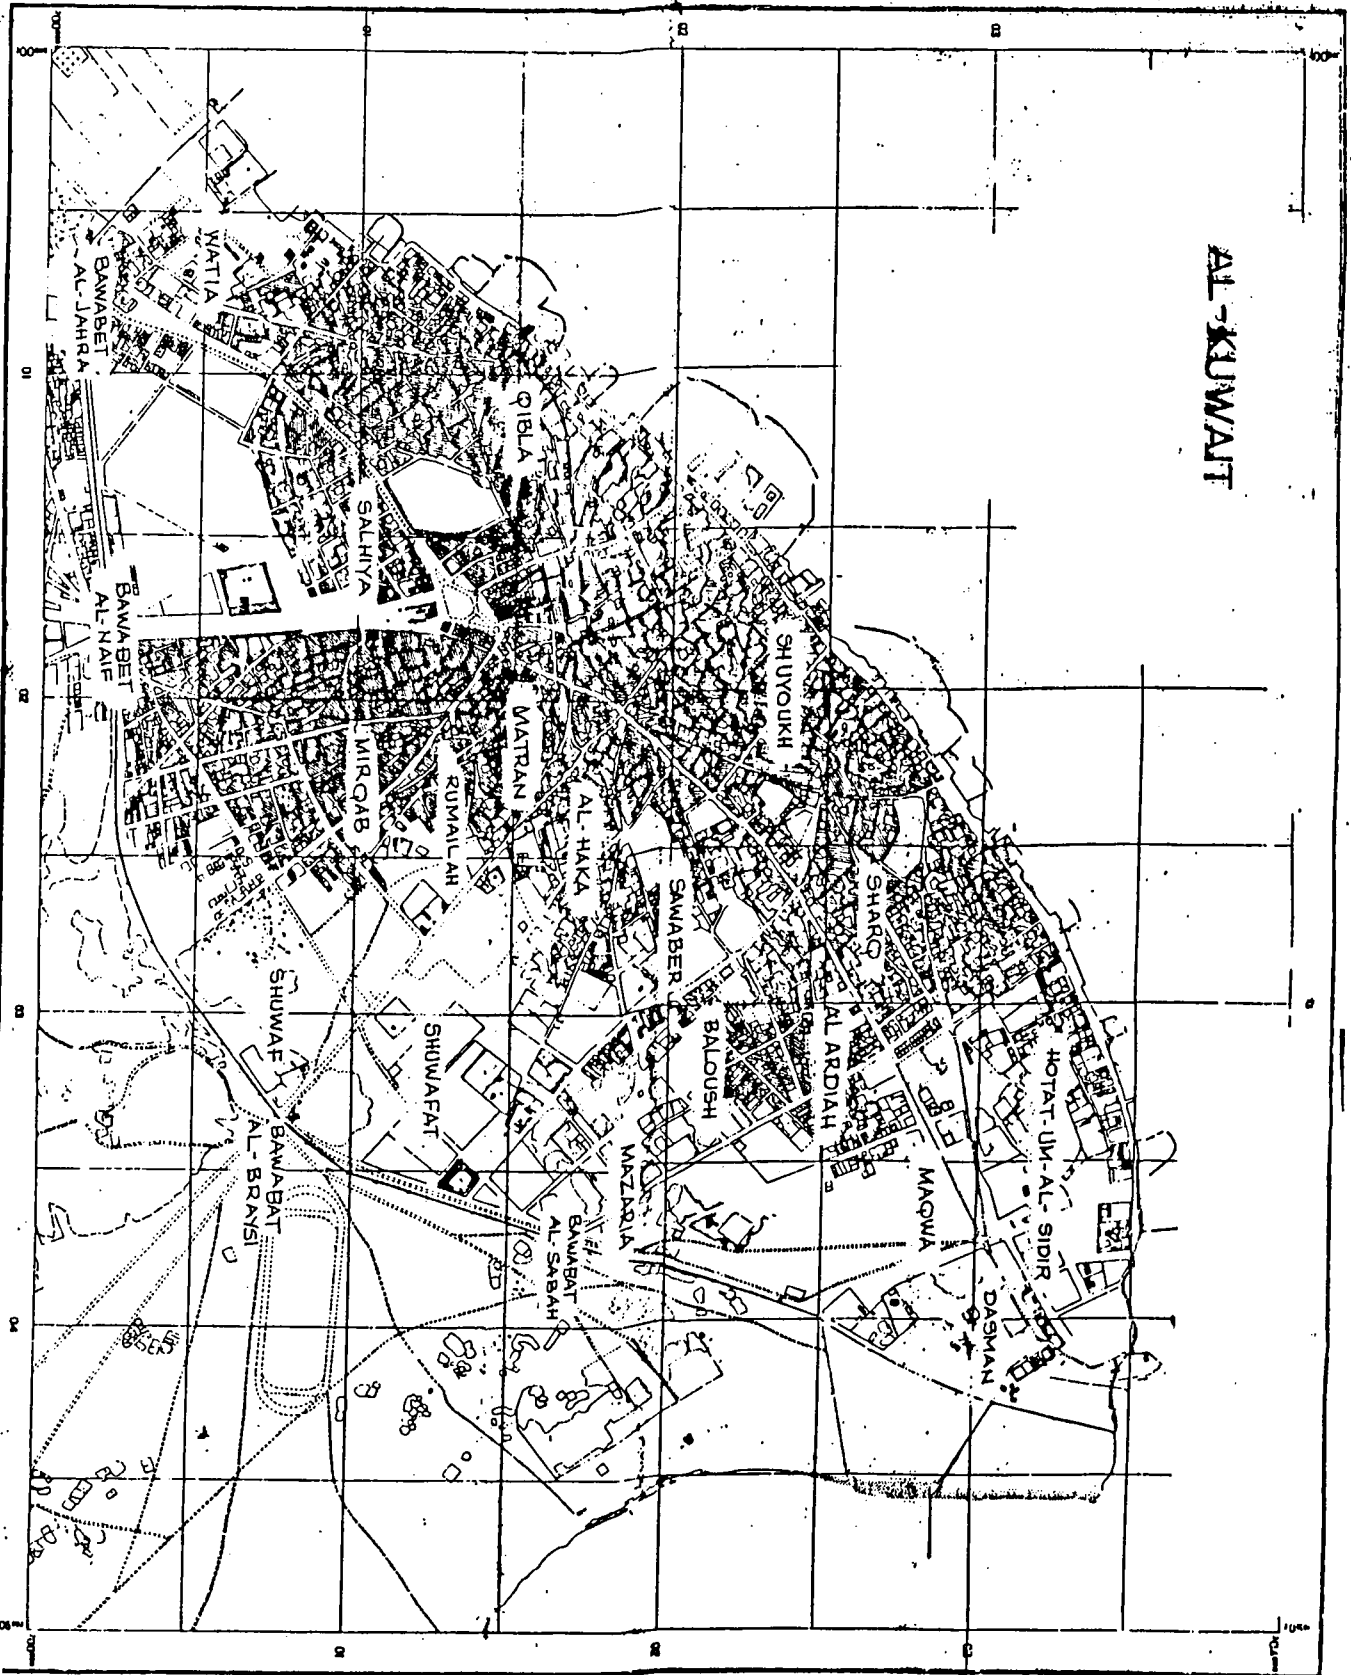 AL-KUWAIT
WATIA
BAWABET
AL-JAHRA
QIBLA
SALHIYA
BAWABET
AL-NAIF
SHUYOUKH
MATRAN
MIRQAB
RUMAILAH
AL-HAKA
SAWABER
SHARQ
SHUWAF
SHUWAFAT
BALOUSH
AL ARDIAH
HOTAT-UM-AL-SIDIR
BAWABAT
AL-BRAYSI
MAZARIA
MAQWA
BAWABAT
AL-SABAH
DASMAN